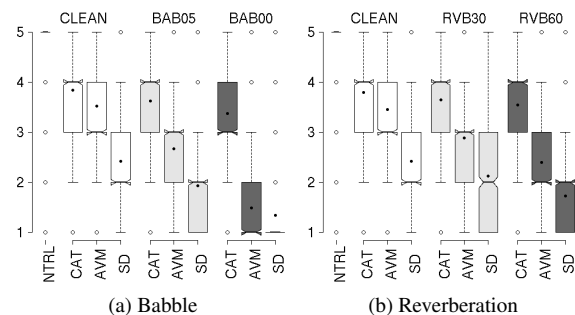 CLEAN BAB05 BAB00
5
4
3
2
1
NTRL CAT AVM SD CAT AVM SD CAT AVM SD
(a) Babble
CLEAN RVB30 RVB60
5
4
3
2
1
NTRL CAT AVM SD CAT AVM SD CAT AVM SD
(b) Reverberation